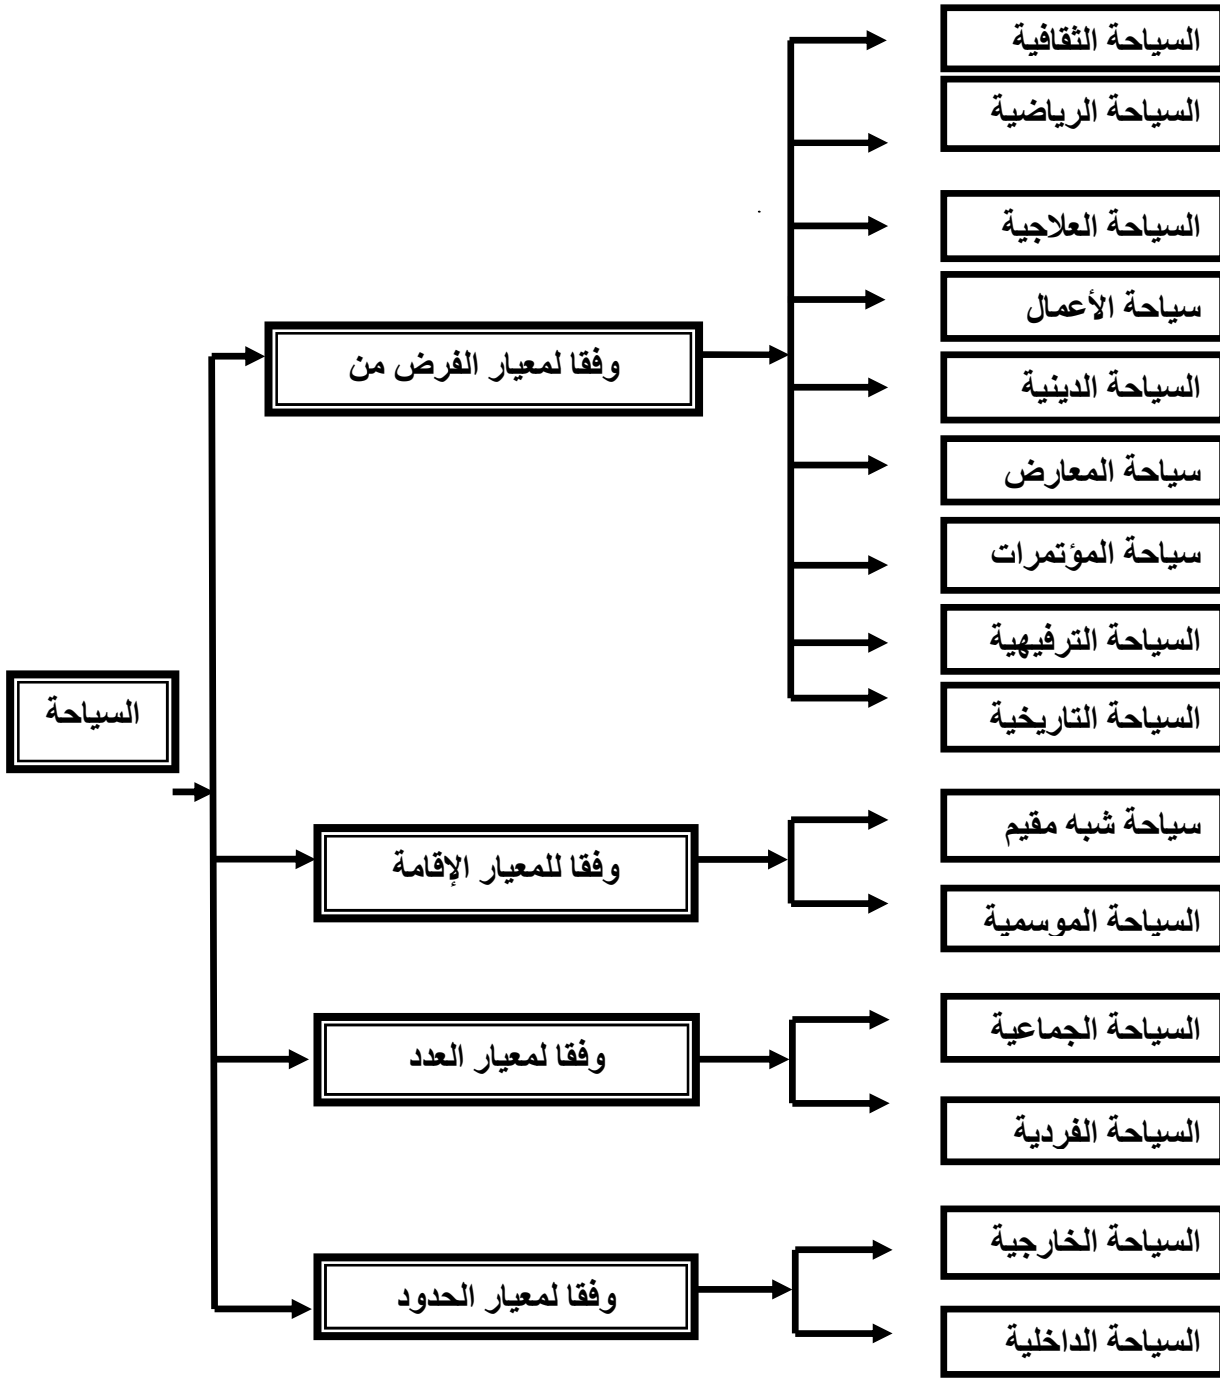 السياحة
وفقا لمعيار الفرض من
السياحة الثقافية
السياحة الرياضية
السياحة العلاجية
سياحة الأعمال
السياحة الدينية
سياحة المعارض
سياحة المؤتمرات
السياحة الترفيهية
السياحة التاريخية
وفقا للمعيار الإقامة
سياحة شبه مقيم
السياحة الموسمية
وفقا لمعيار العدد
السياحة الجماعية
السياحة الفردية
وفقا لمعيار الحدود
السياحة الخارجية
السياحة الداخلية